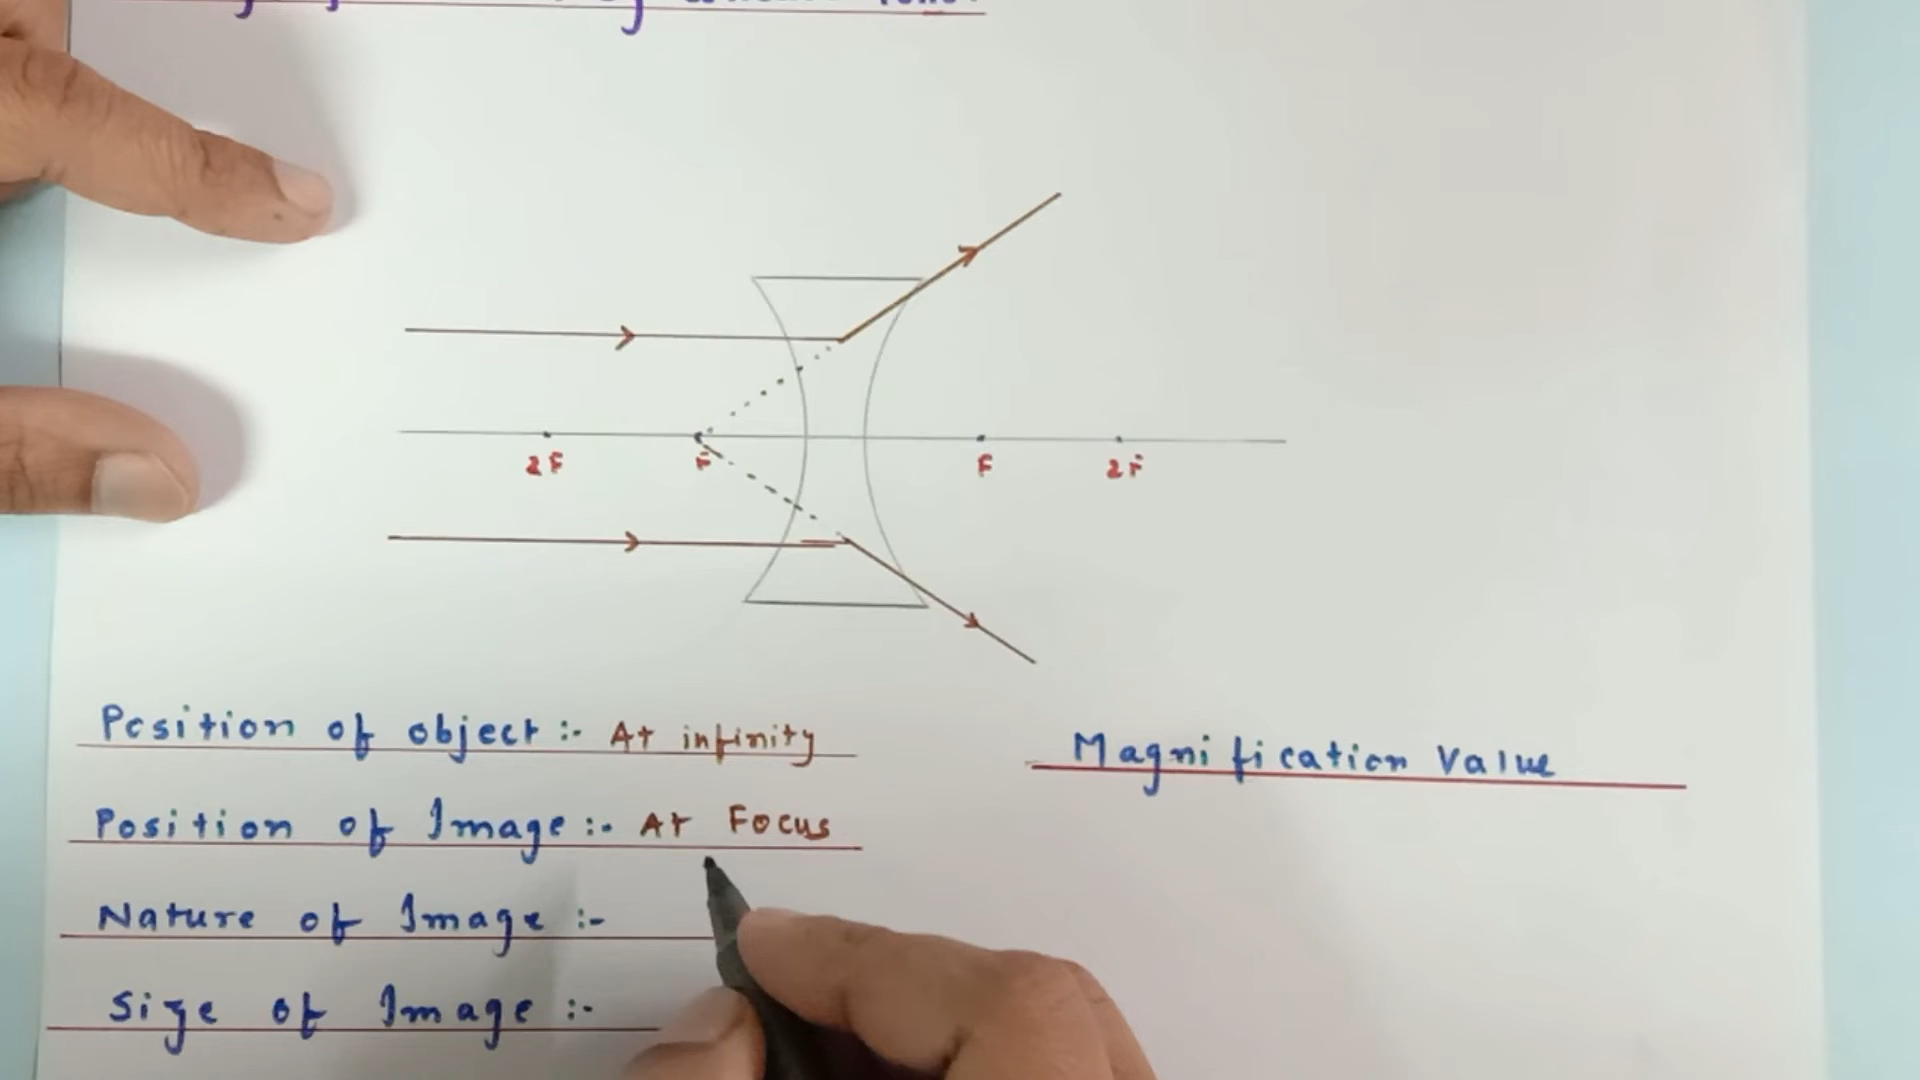 2F F F 2F
Position of object :- At infinity
Magnification Value
Position of Image :- At Focus
Nature of Image :-
Size of Image :-